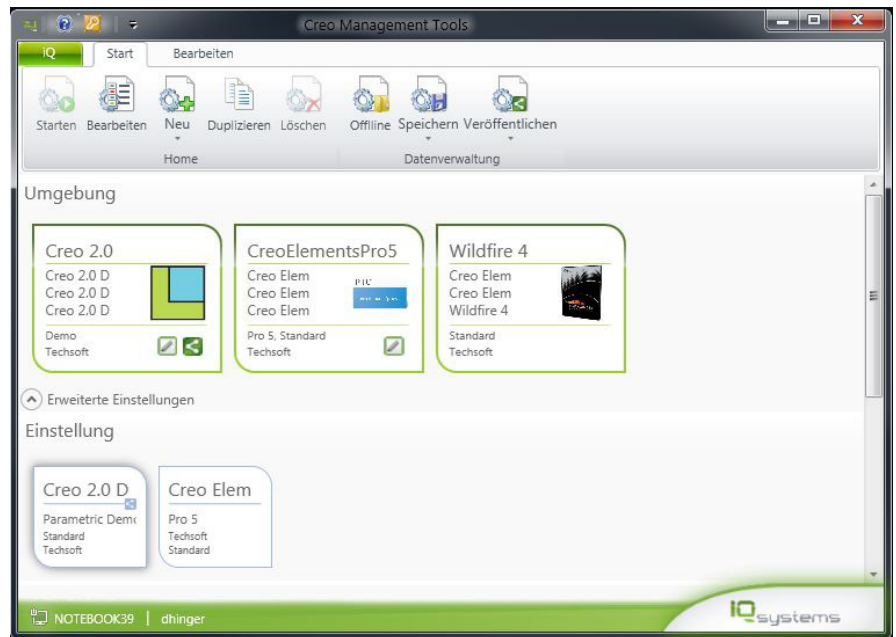 Creo Management Tools
iQ Start Bearbeiten
Starten Bearbeiten Neu Duplizieren Löschen Offline Speichern Veröffentlichen
Home Datenverwaltung
Umgebung
Creo 2.0
Creo 2.0 D
Creo 2.0 D
Creo 2.0 D
Demo
Techsoft
CreoElementsPro5
Creo Elem
Creo Elem
Creo Elem
PTC
Pro 5, Standard
Techsoft
Wildfire 4
Creo Elem
Creo Elem
Wildfire 4
Standard
Techsoft
Erweiterte Einstellungen
Einstellung
Creo 2.0 D
Parametric Demo
Standard
Techsoft
Creo Elem
Pro 5
Techsoft
Standard
NOTEBOOK39 | dhinger
iQsystems